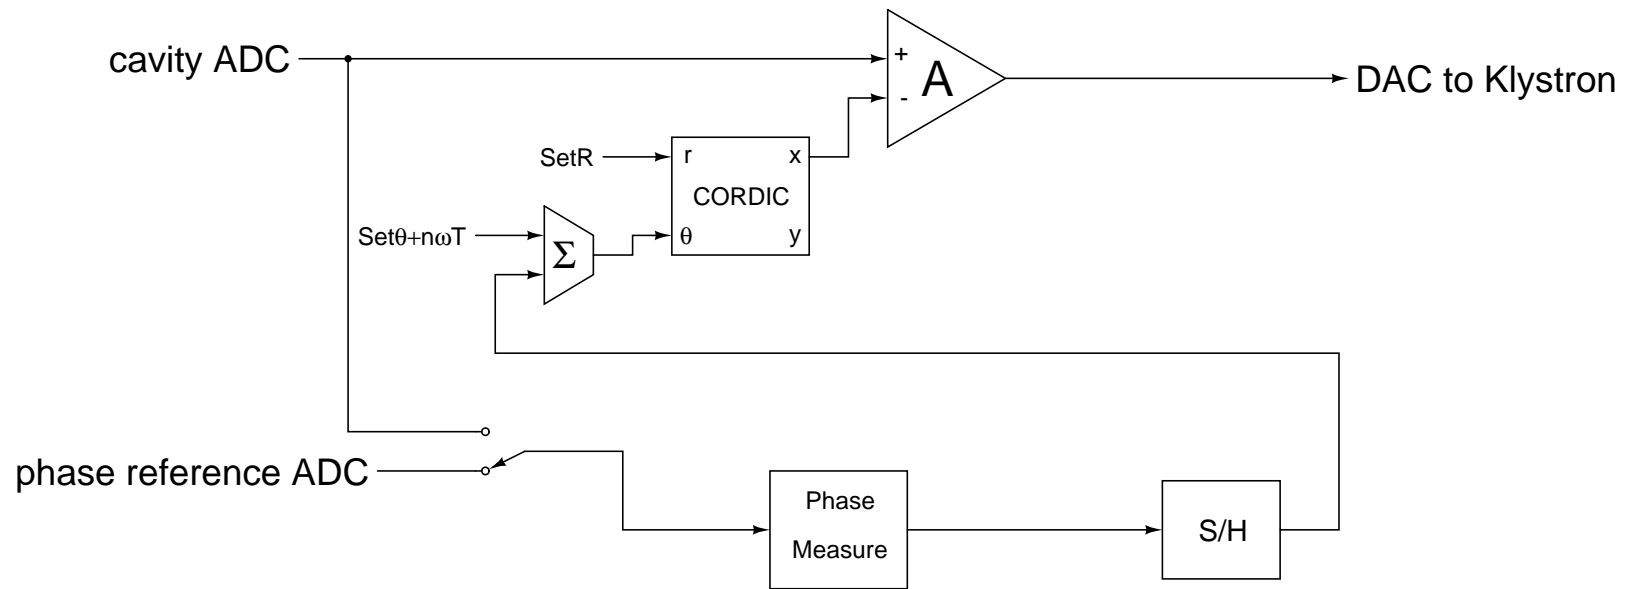 cavity ADC
+
A
-
DAC to Klystron
SetR
r
x
CORDIC
Setθ+nωT
θ
y
Σ
phase reference ADC
Phase
Measure
S/H